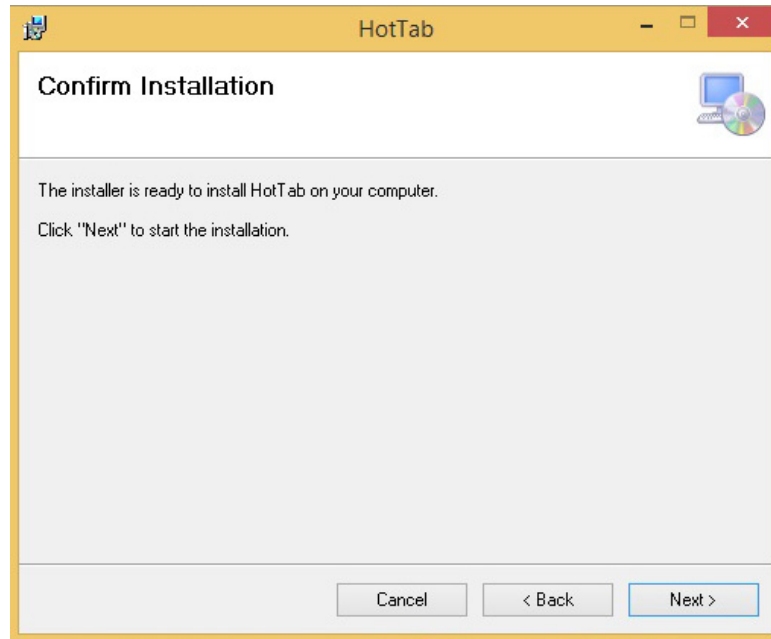 HotTab
Confirm Installation
The installer is ready to install HotTab on your computer.
Click "Next" to start the installation.
Cancel
< Back
Next >